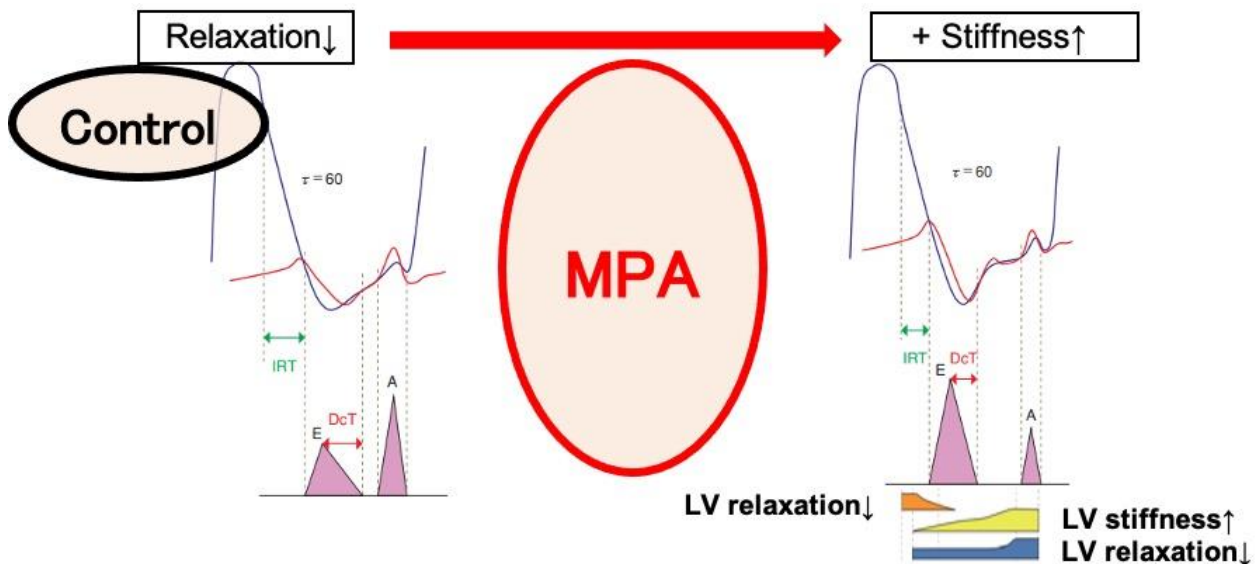 Relaxation↓
+ Stiffness↑
Control
τ=60
τ=60
MPA
IRT
IRT
DcT
E
A
DcT
E
A
LV relaxation↓
LV stiffness↑
LV relaxation↓